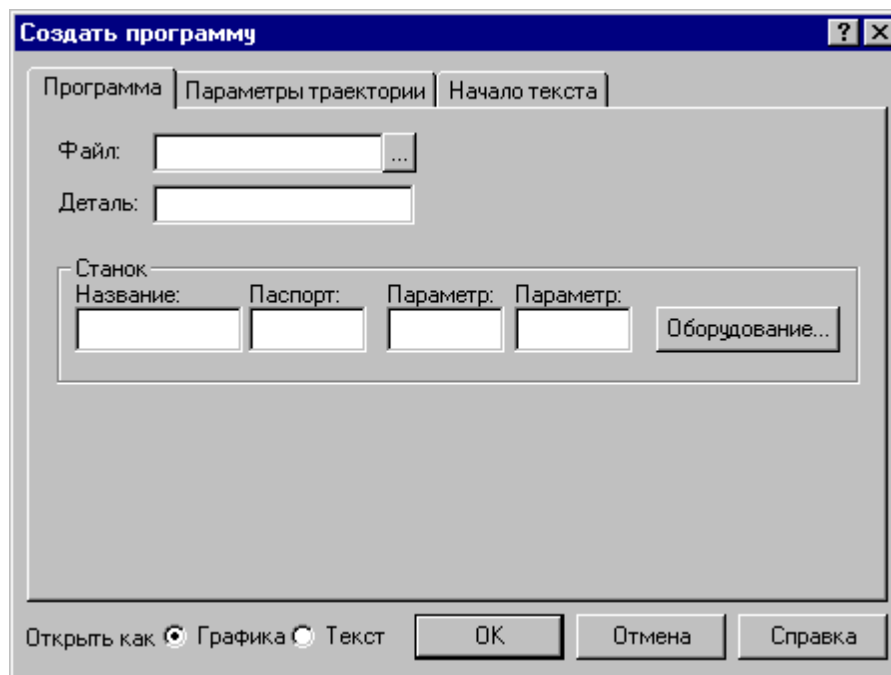 Создать программу
Программа Параметры траектории Начало текста
Файл: ...
Деталь:
Станок
Название: Паспорт: Параметр: Параметр:
Оборудование...
Открыть как Графика Текст OK Отмена Справка